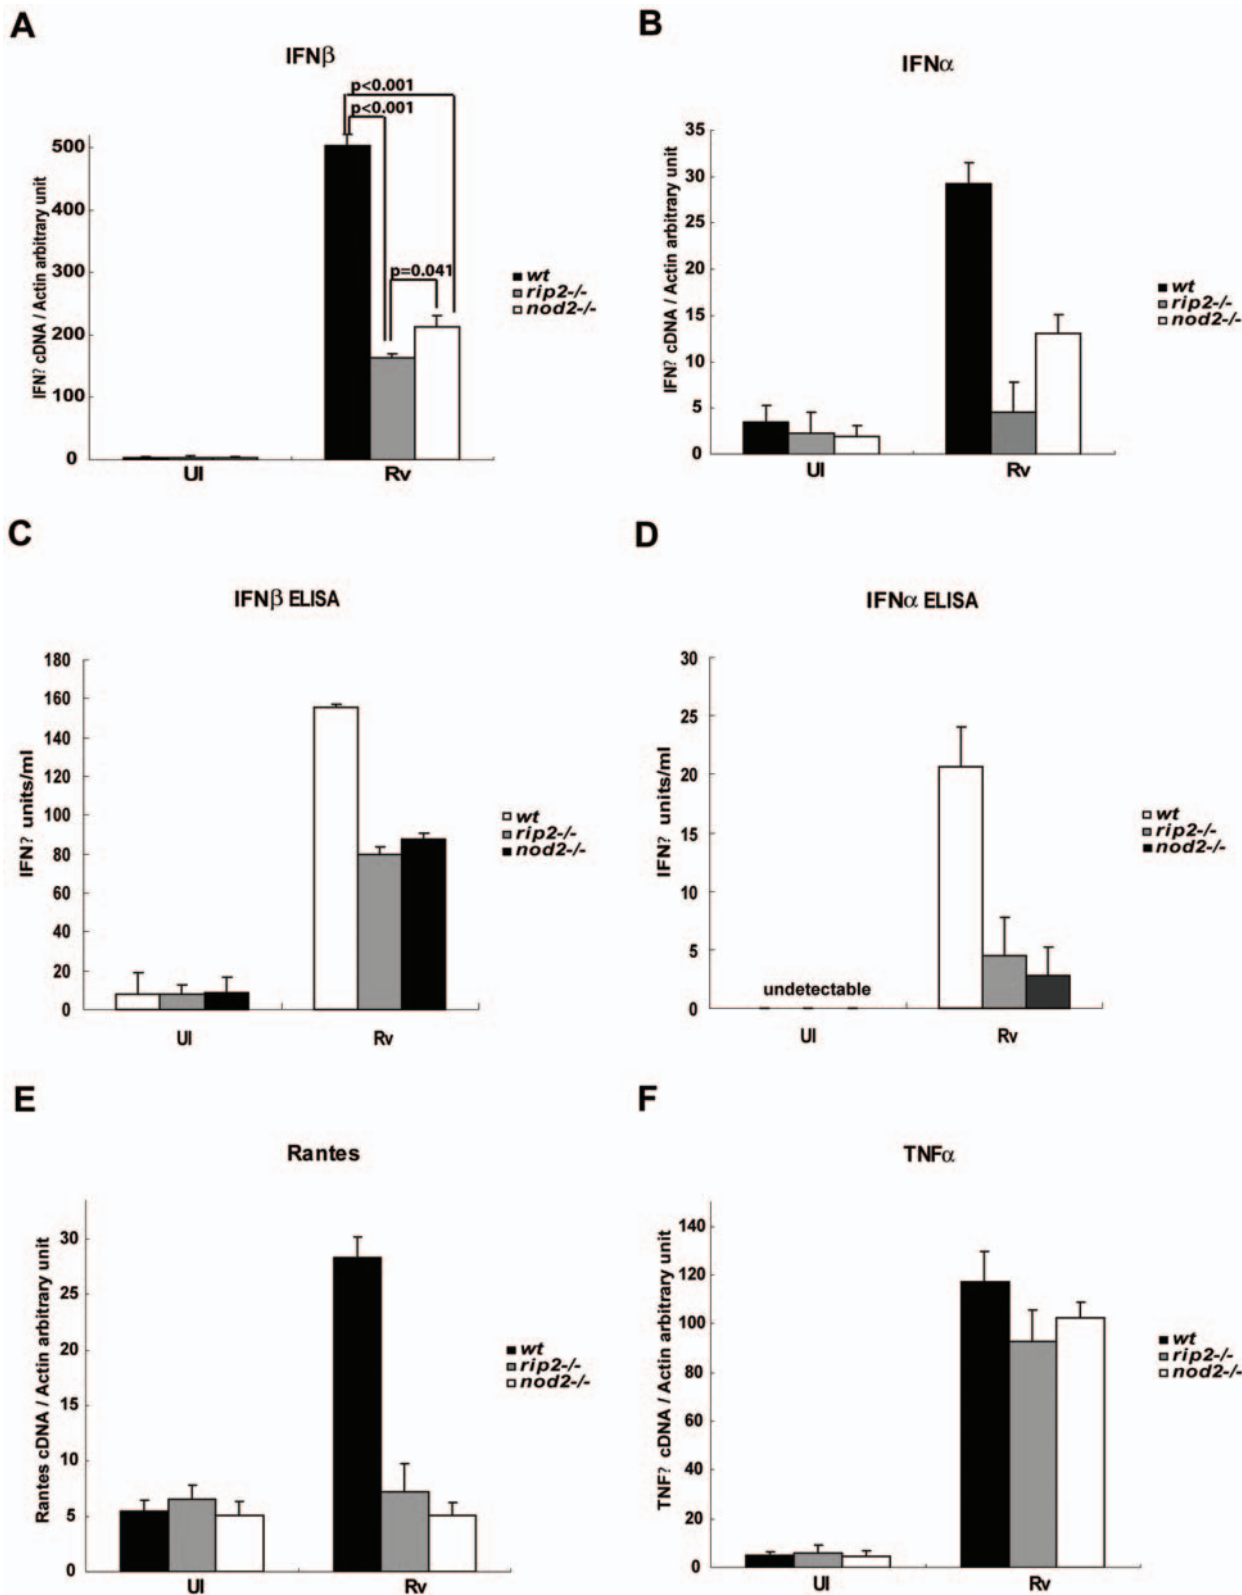 A
IFNβ
p<0.001
p<0.001
p=0.041
IFN? cDNA / Actin arbitrary unit
500
400
300
200
100
0
UI Rv
wt
rip2-/-
nod2-/-
B
IFNα
IFN? cDNA / Actin arbitrary unit
35
30
25
20
15
10
5
0
UI Rv
wt
rip2-/-
nod2-/-
C
IFNβ ELISA
IFN? units/ml
180
160
140
120
100
80
60
40
20
0
UI Rv
wt
rip2-/-
nod2-/-
D
IFNα ELISA
IFN? units/ml
30
25
20
15
10
5
0
undetectable
UI Rv
wt
rip2-/-
nod2-/-
E
Rantes
Rantes cDNA / Actin arbitrary unit
30
25
20
15
10
5
0
UI Rv
wt
rip2-/-
nod2-/-
F
TNFα
TNF? cDNA / Actin arbitrary unit
140
120
100
80
60
40
20
0
UI Rv
wt
rip2-/-
nod2-/-